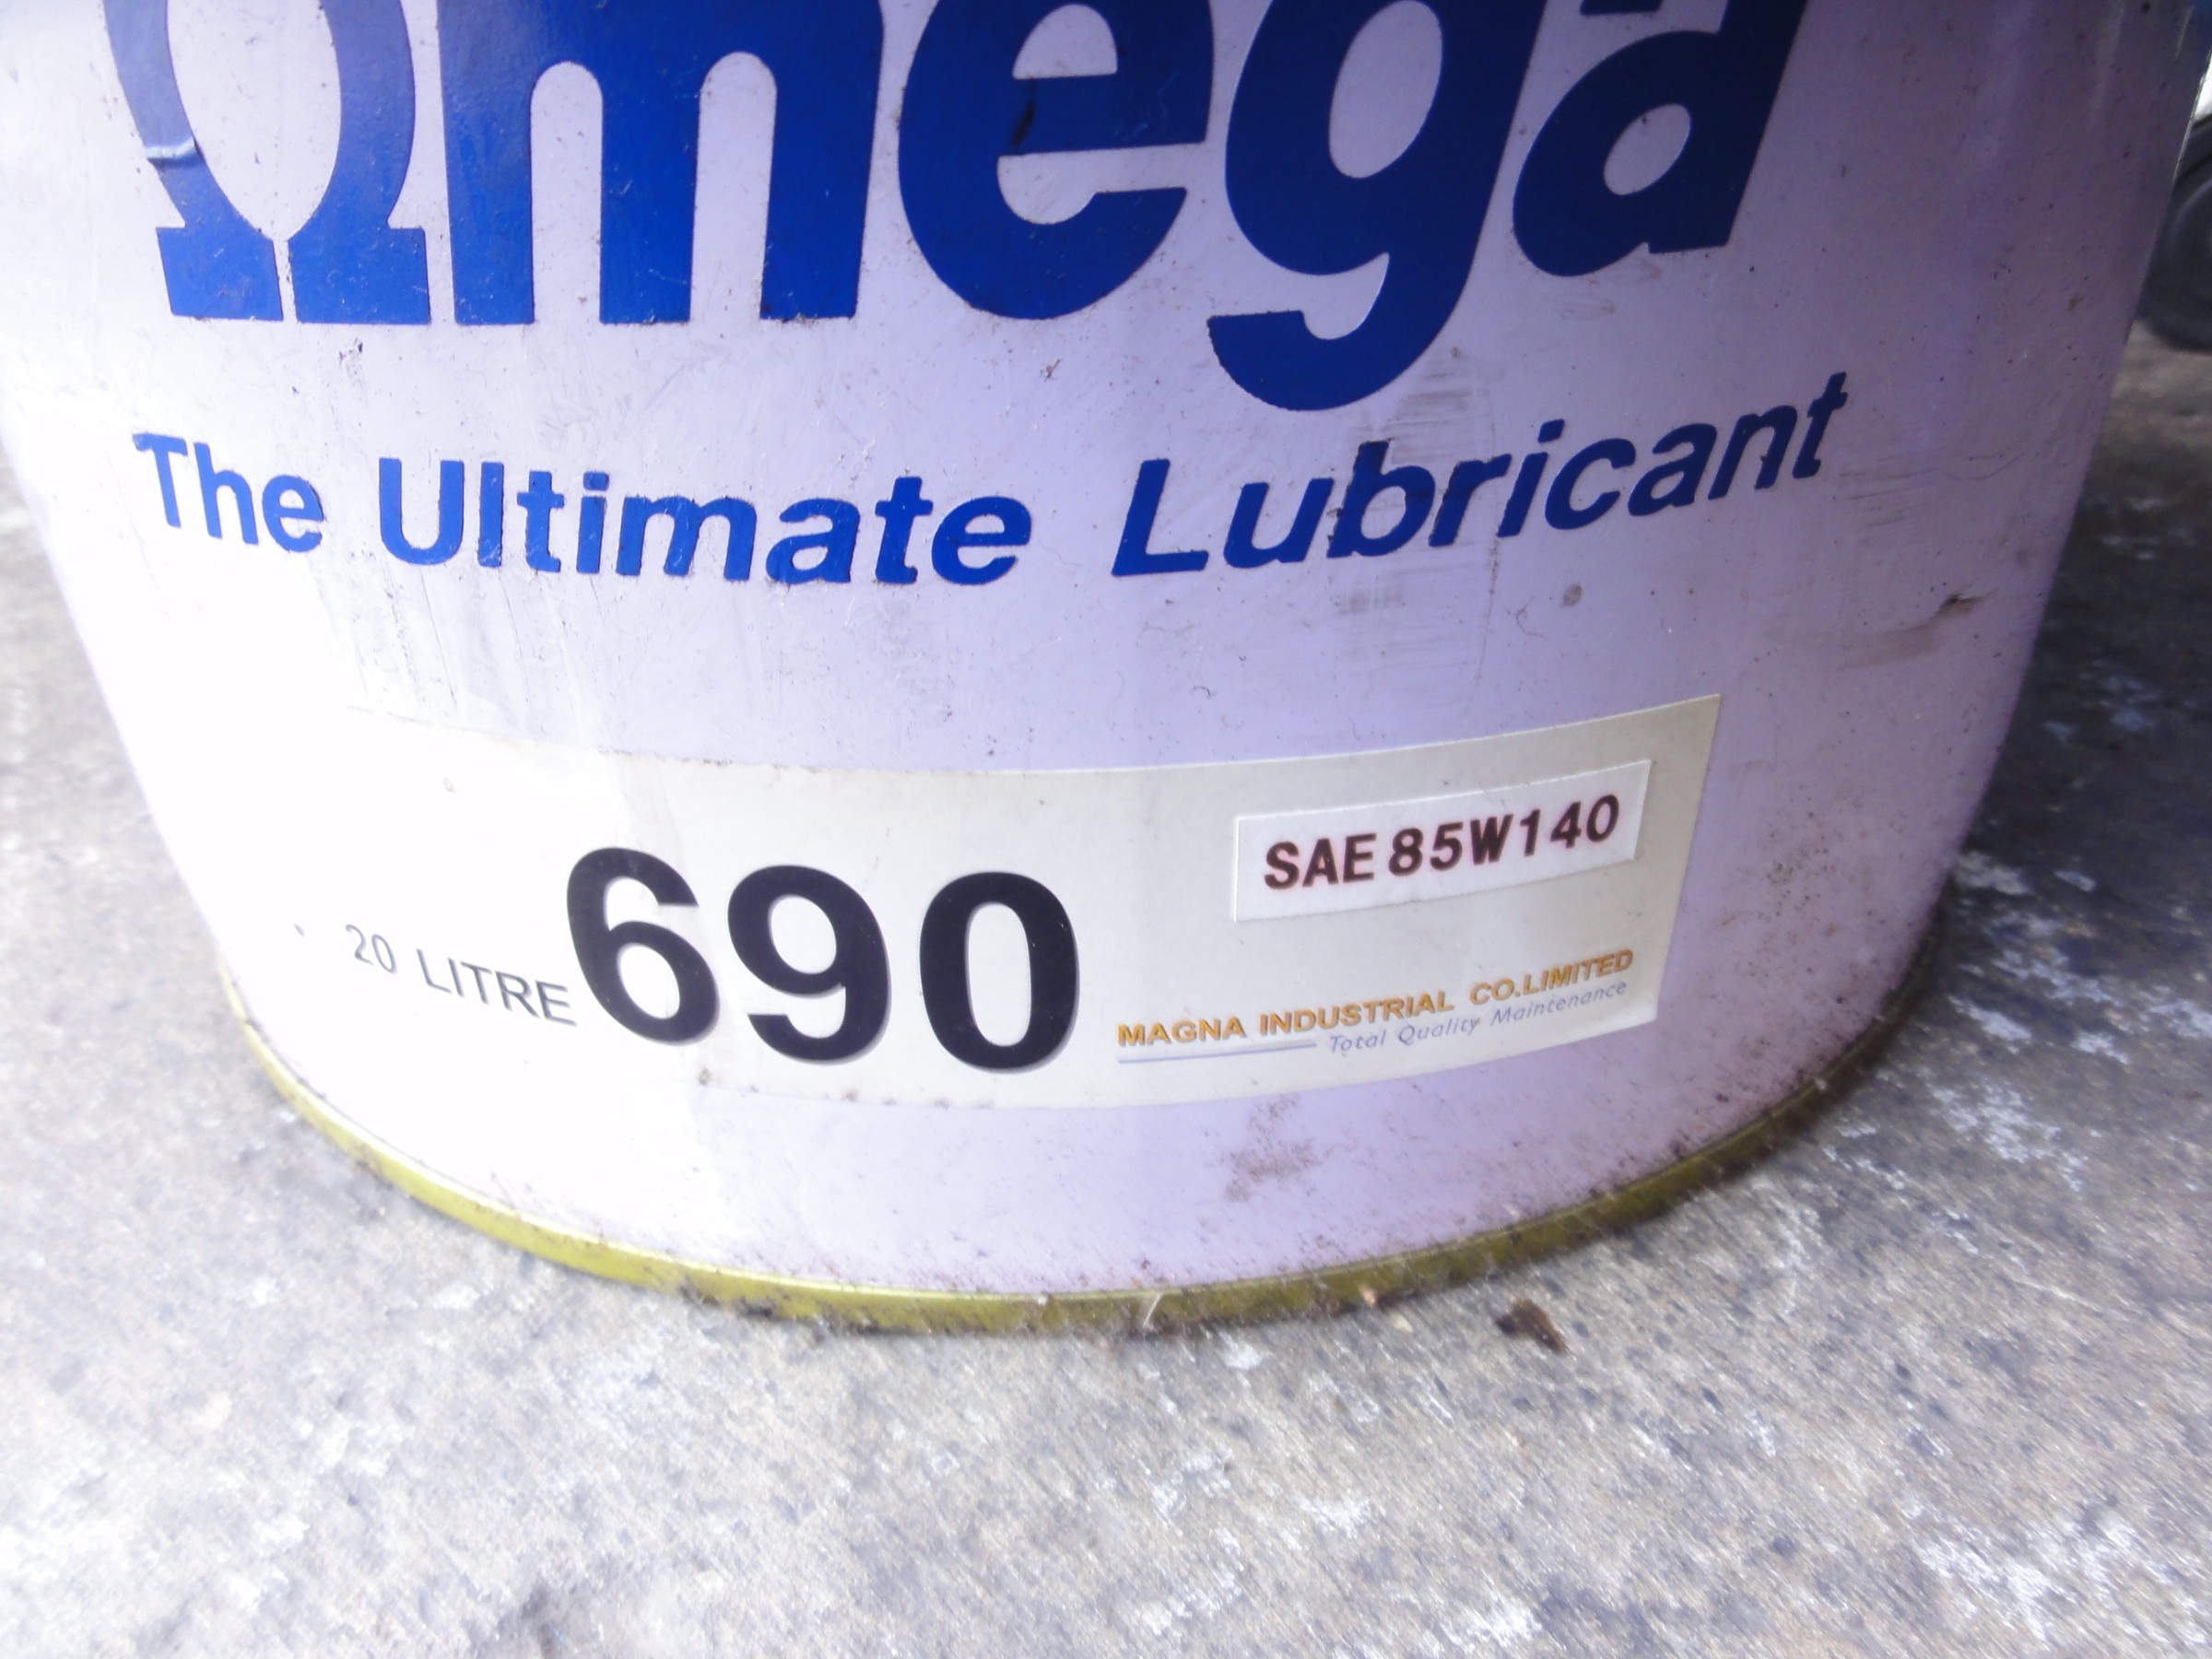 Ωmega
The Ultimate Lubricant
SAE 85W140
20 LITRE 690
MAGNA INDUSTRIAL CO.LIMITED
Total Quality Maintenance